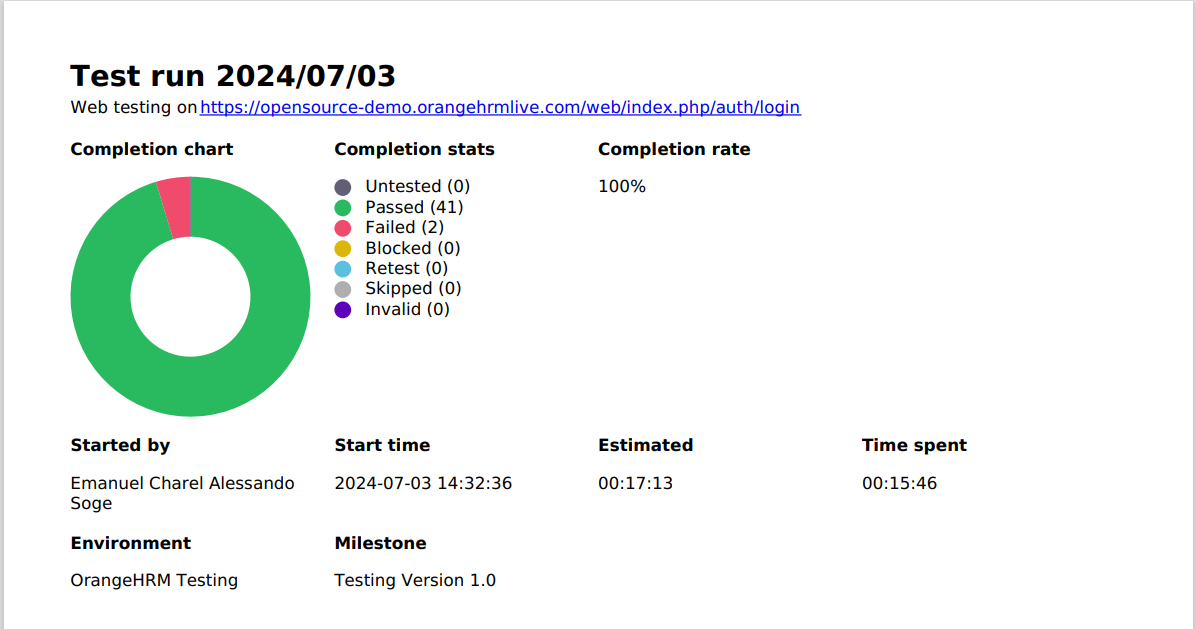 Test run 2024/07/03
Web testing on https://opensource-demo.orangehrmlive.com/web/index.php/auth/login
Completion chart
Completion stats
Completion rate
Untested (0)
Passed (41)
Failed (2)
Blocked (0)
Retest (0)
Skipped (0)
Invalid (0)
100%
Started by
Start time
Estimated
Time spent
Emanuel Charel Alessando
Soge
2024-07-03 14:32:36
00:17:13
00:15:46
Environment
Milestone
OrangeHRM Testing
Testing Version 1.0